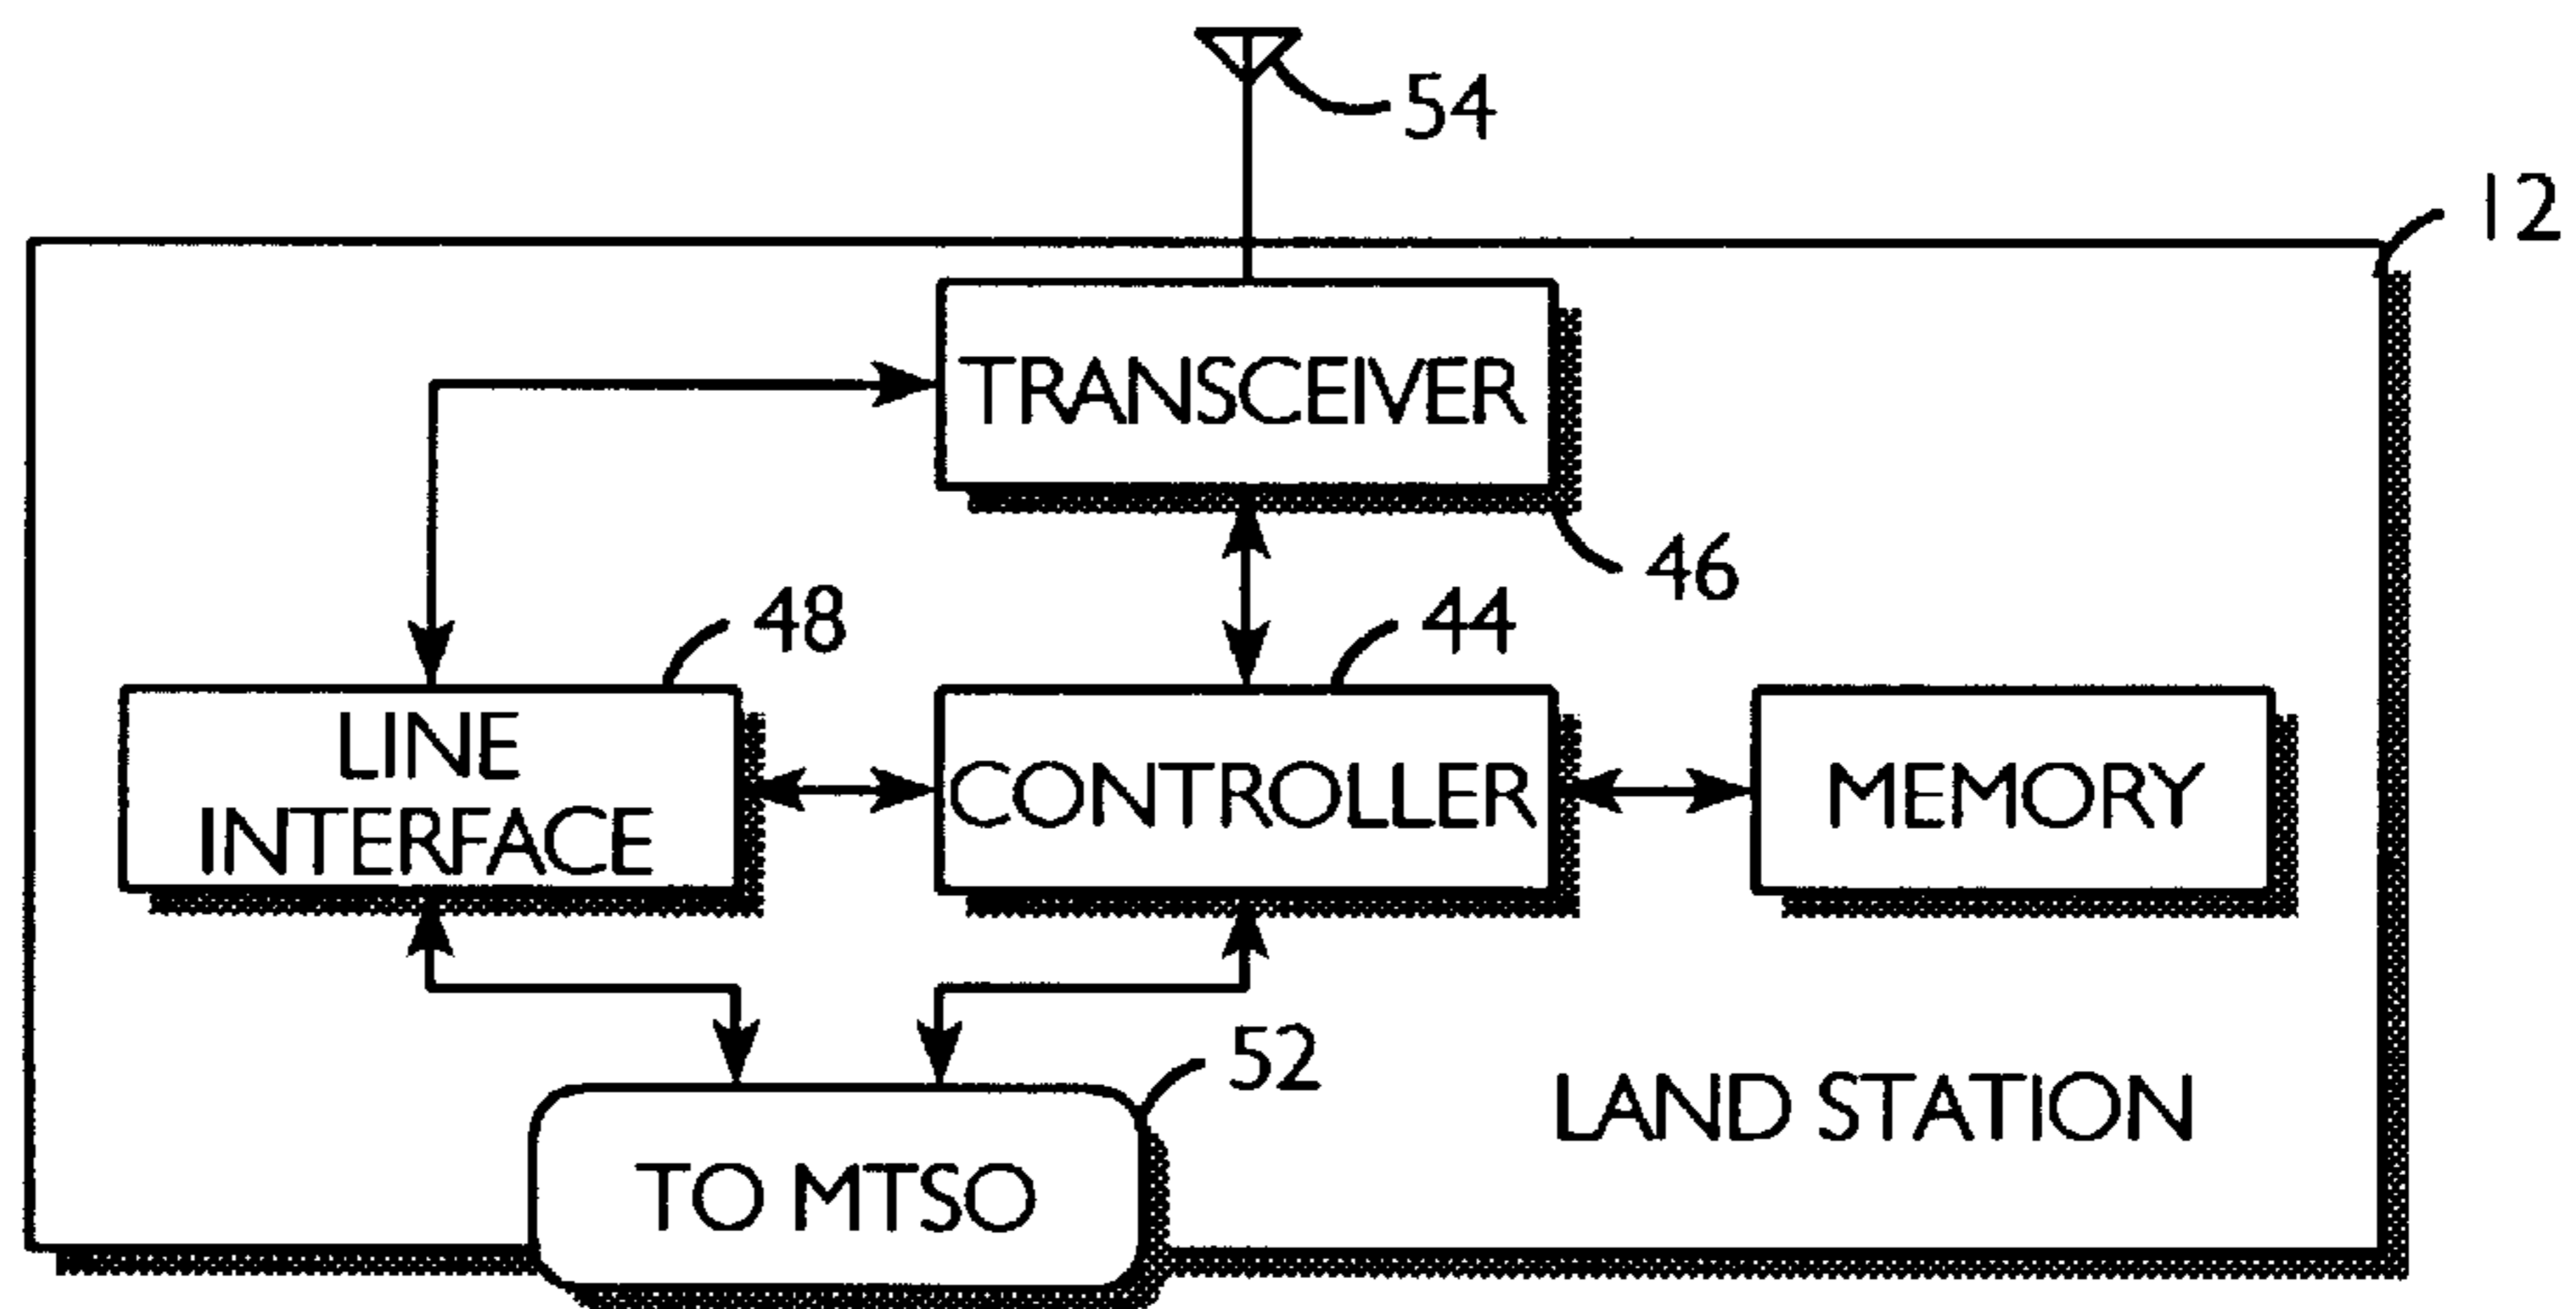 54
12
TRANSCEIVER
46
48
44
LINE
INTERFACE
CONTROLLER
MEMORY
52
LAND STATION
TO MTSO